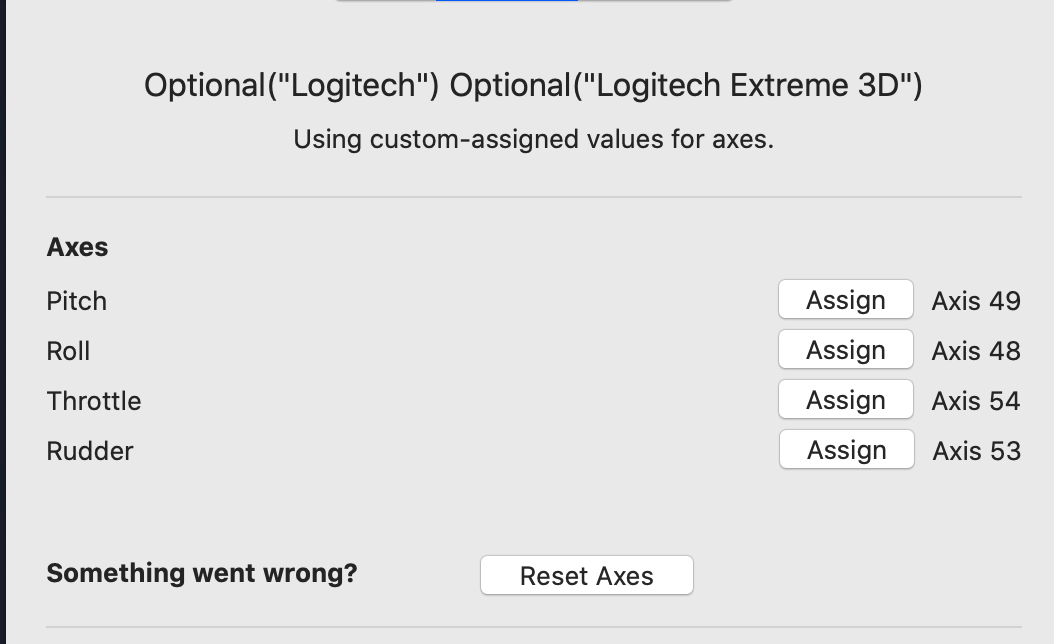 Optional("Logitech") Optional("Logitech Extreme 3D")
Using custom-assigned values for axes.
Axes
Pitch Assign Axis 49
Roll Assign Axis 48
Throttle Assign Axis 54
Rudder Assign Axis 53
Something went wrong? Reset Axes